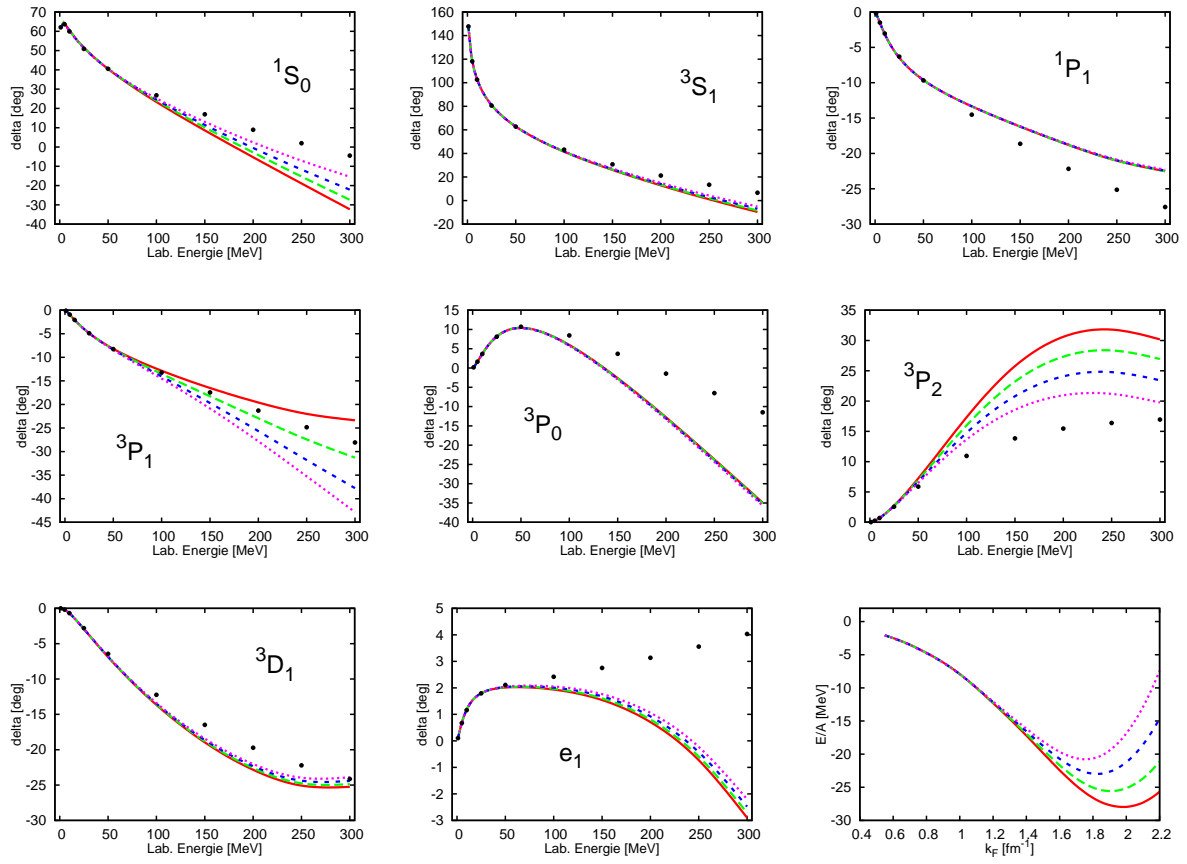 70
60
50
40
30
20
10
0
-10
-20
-30
-40
delta [deg]
¹S₀
0 50 100 150 200 250 300
Lab. Energie [MeV]
160
140
120
100
80
60
40
20
0
-20
delta [deg]
³S₁
0 50 100 150 200 250 300
Lab. Energie [MeV]
0
-5
-10
-15
-20
-25
-30
delta [deg]
¹P₁
0 50 100 150 200 250 300
Lab. Energie [MeV]
0
-5
-10
-15
-20
-25
-30
-35
-40
-45
delta [deg]
³P₁
0 50 100 150 200 250 300
Lab. Energie [MeV]
15
10
5
0
-5
-10
-15
-20
-25
-30
-35
-40
delta [deg]
³P₀
0 50 100 150 200 250 300
Lab. Energie [MeV]
35
30
25
20
15
10
5
0
delta [deg]
³P₂
0 50 100 150 200 250 300
Lab. Energie [MeV]
0
-5
-10
-15
-20
-25
-30
delta [deg]
³D₁
0 50 100 150 200 250 300
Lab. Energie [MeV]
5
4
3
2
1
0
-1
-2
-3
delta [deg]
e₁
0 50 100 150 200 250 300
Lab. Energie [MeV]
0
-5
-10
-15
-20
-25
-30
E/A [MeV]
0.4 0.6 0.8 1 1.2 1.4 1.6 1.8 2 2.2
k_F [fm⁻¹]